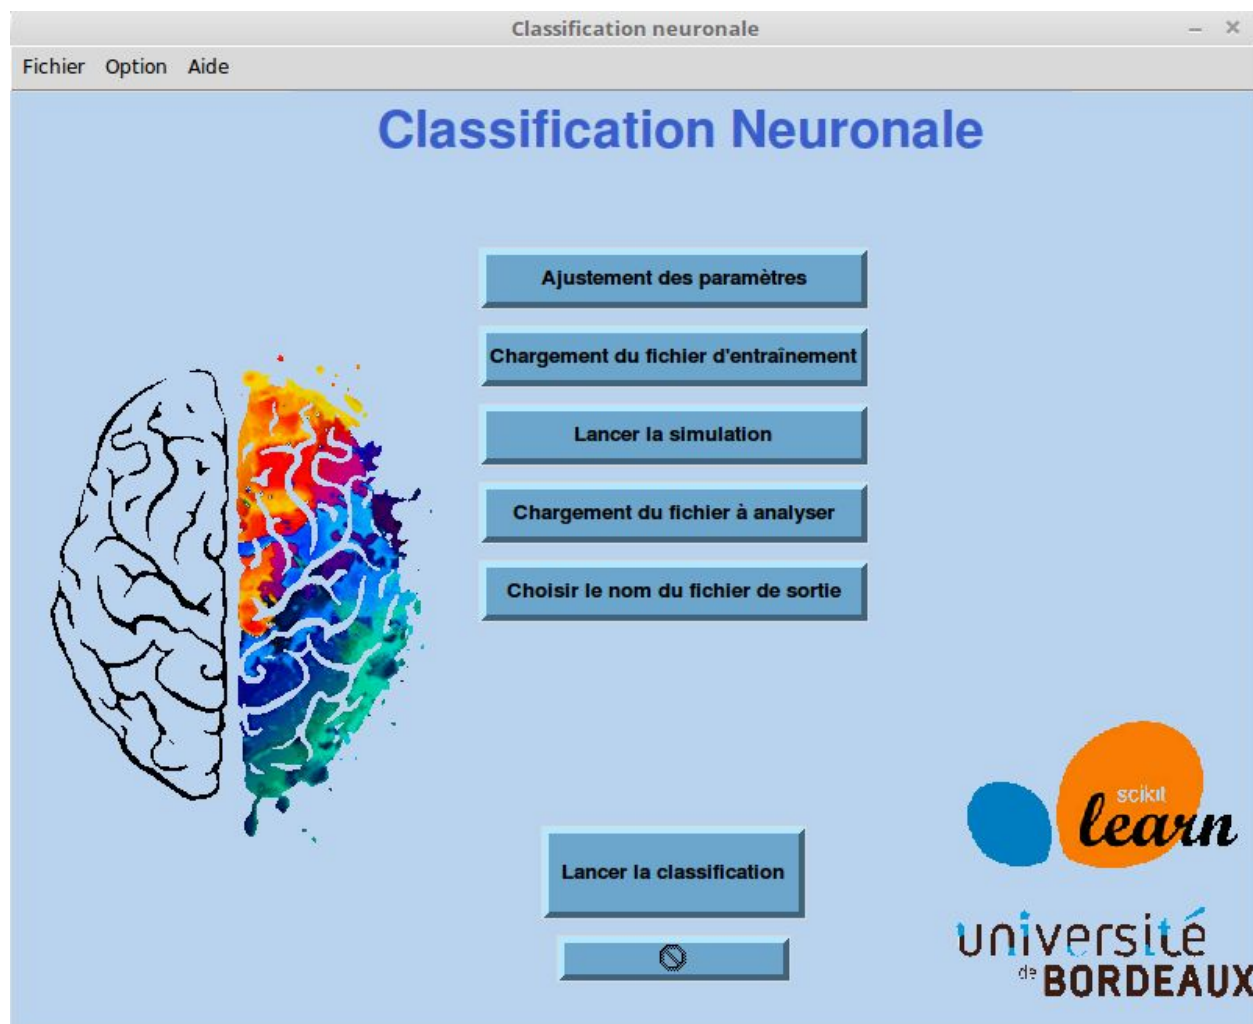 Classification neuronale
Fichier Option Aide
Classification Neuronale
Ajustement des paramètres
Chargement du fichier d'entraînement
Lancer la simulation
Chargement du fichier à analyser
Choisir le nom du fichier de sortie
Lancer la classification
scikit
learn
université
de BORDEAUX